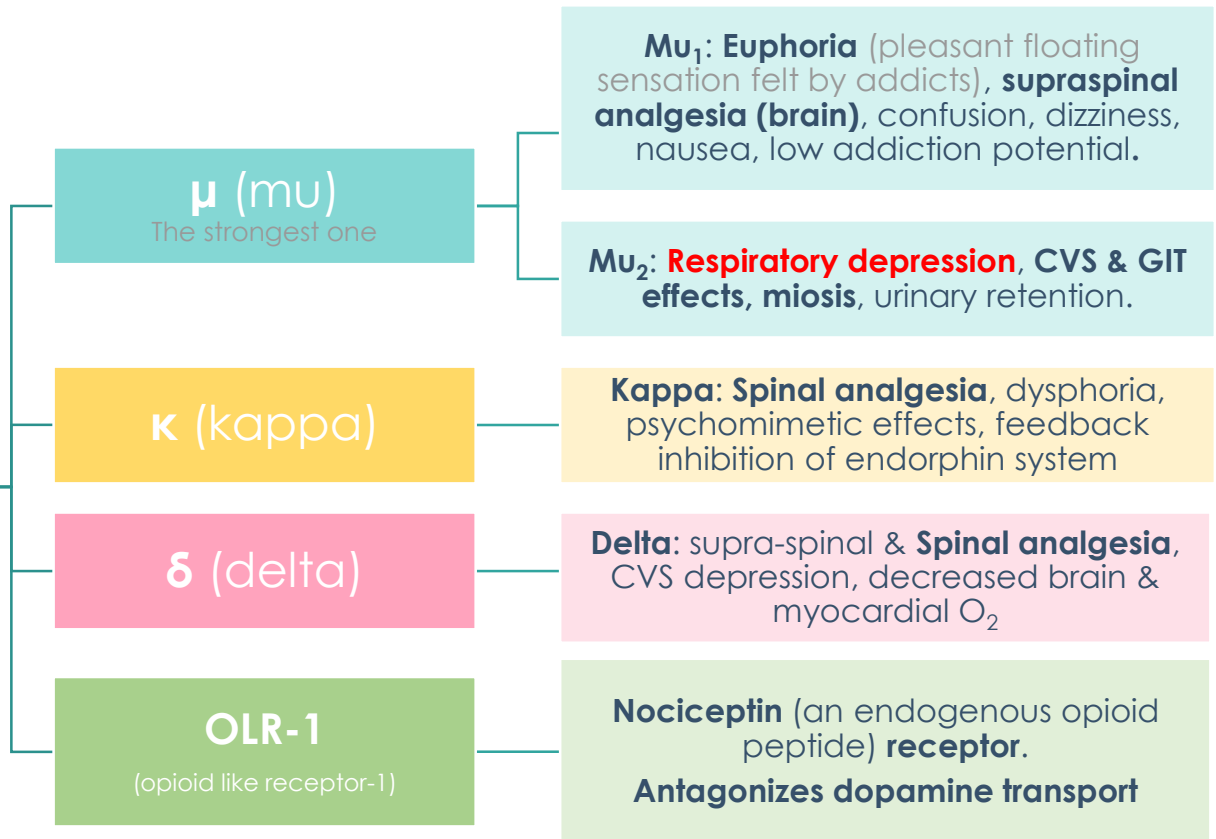 μ (mu)
The strongest one
Mu₁: Euphoria (pleasant floating
sensation felt by addicts), supraspinal
analgesia (brain), confusion, dizziness,
nausea, low addiction potential.
Mu₂: Respiratory depression, CVS & GIT
effects, miosis, urinary retention.
κ (kappa)
Kappa: Spinal analgesia, dysphoria,
psychomimetic effects, feedback
inhibition of endorphin system
δ (delta)
Delta: supra-spinal & Spinal analgesia,
CVS depression, decreased brain &
myocardial O₂
OLR-1
(opioid like receptor-1)
Nociceptin (an endogenous opioid
peptide) receptor.
Antagonizes dopamine transport